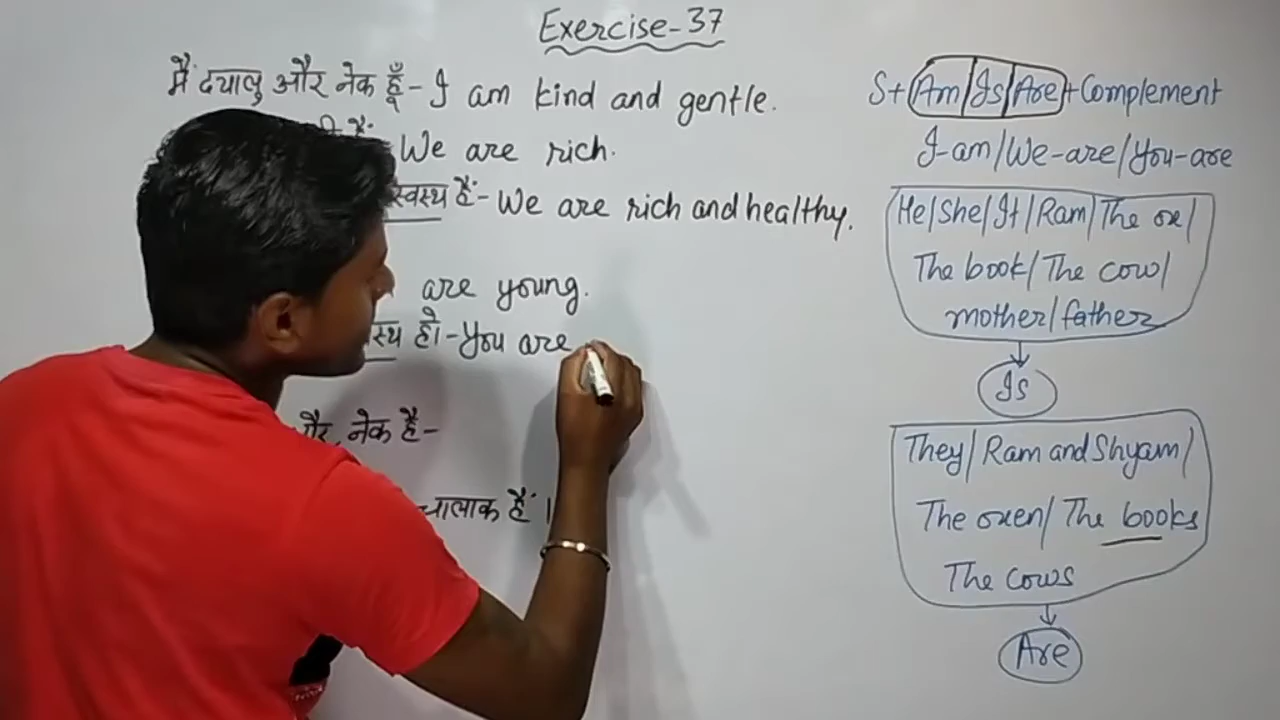 Exercise-37
मैं दयालु और नेक हूँ - I am kind and gentle.
हैं - We are rich.
स्वस्थ हैं - We are rich and healthy.
are young.
हो - You are
और नेक है -
चालाक हैं ।
S+Am/Is/Are+Complement
I-am/We-are/You-are
He/She/It/Ram/The ox/
The book/The cow/
mother/father
Is
They/Ram and Shyam/
The oxen/The books
The cows
Are